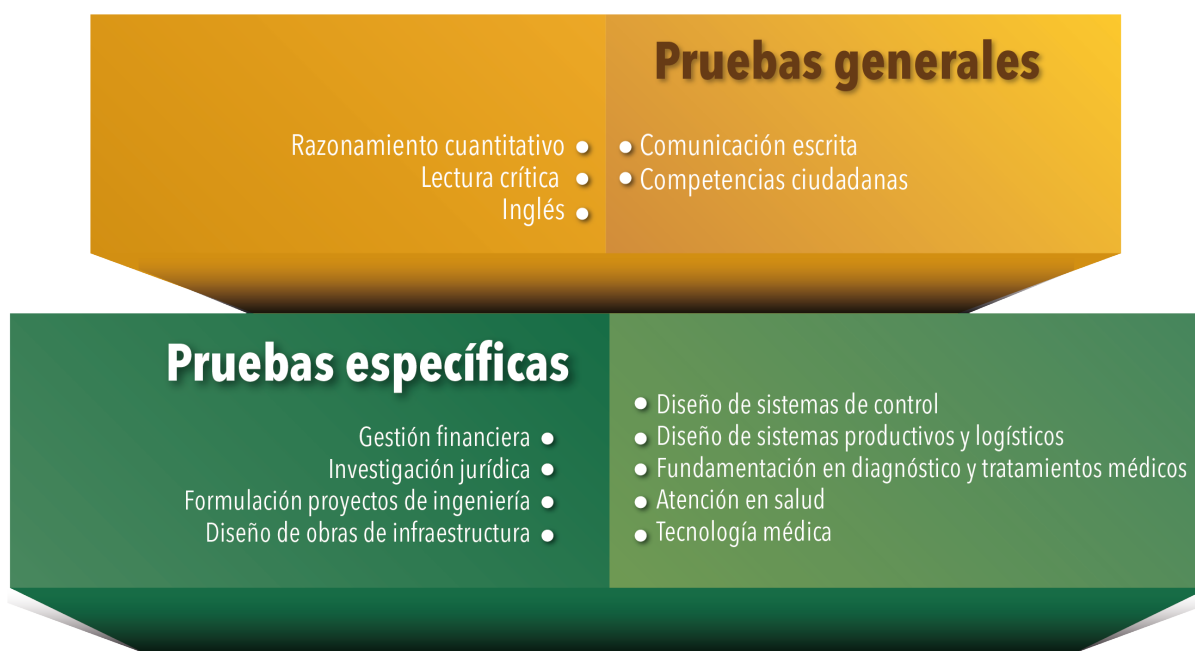 Pruebas generales
Razonamiento cuantitativo
Lectura crítica
Inglés
Comunicación escrita
Competencias ciudadanas
Pruebas específicas
Gestión financiera
Investigación jurídica
Formulación proyectos de ingeniería
Diseño de obras de infraestructura
Diseño de sistemas de control
Diseño de sistemas productivos y logísticos
Fundamentación en diagnóstico y tratamientos médicos
Atención en salud
Tecnología médica